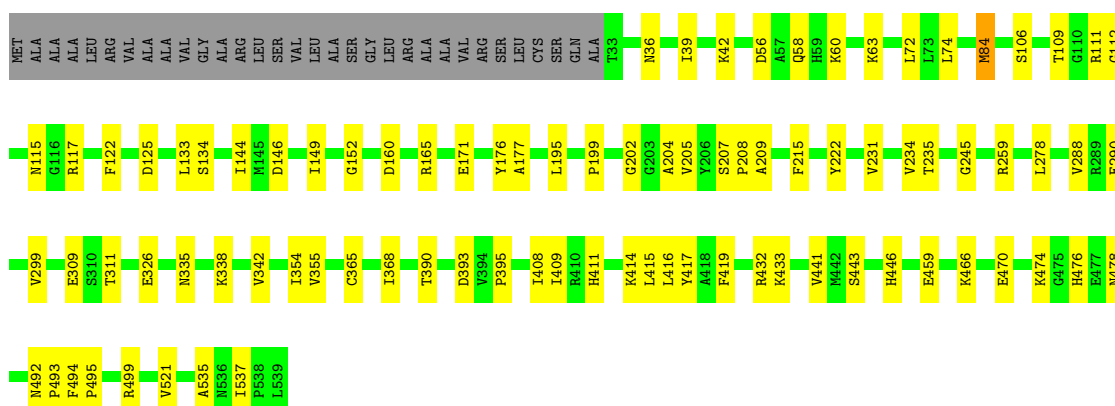 MET ALA ALA ALA LEU ARG VAL ALA ALA VAL GLY ALA ARG LEU SER VAL LEU ALA SER GLY LEU ARG ALA ALA VAL ARG SER LEU CYS SER GLN ALA T33 N36 I39 K42 D56 A57 Q58 H59 K60 K63 L72 L73 L74 M84 S106 T109 G110 R111 G112
N115 G116 R117 F122 D125 L133 S134 I144 M145 D146 I149 G152 D160 R165 E171 Y176 A177 L195 P199 G202 G203 A204 V205 Y206 S207 P208 A209 F215 Y222 V231 V234 T235 G245 R259 L278 V288 R289
V299 E309 S310 T311 E326 N335 K338 V342 I354 V355 C365 I368 T390 D393 V394 P395 I408 I409 R410 H411 K414 L415 L416 Y417 A418 F419 R432 K433 V441 M442 S443 H446 E459 K466 E470 K474 G475 H476 E477 N478
N492 P493 F494 P495 R499 V521 A535 N536 I537 P538 L539